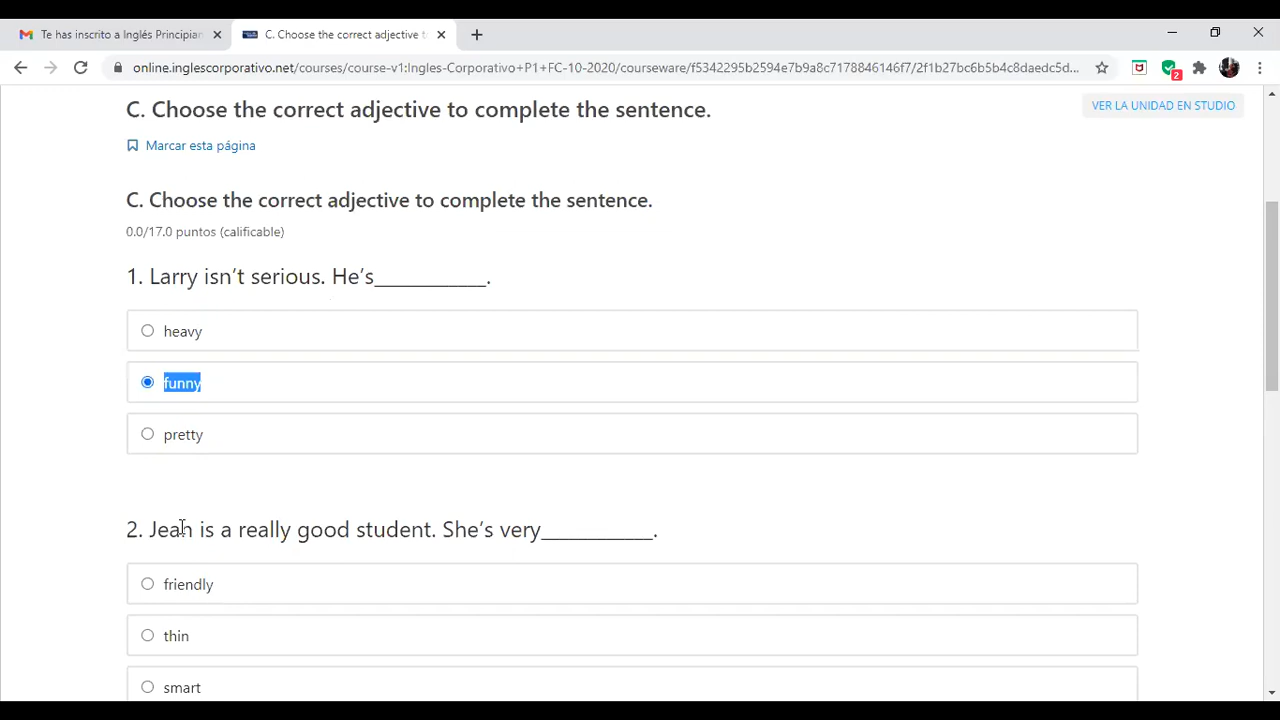 Te has inscrito a Inglés Principian
C. Choose the correct adjective t
online.inglescorporativo.net/courses/course-v1:Ingles-Corporativo+P1+FC-10-2020/courseware/f5342295b2594e7b9a8c7178846146f7/2f1b27bc6b5b4c8daedc5d...
2
C. Choose the correct adjective to complete the sentence.
VER LA UNIDAD EN STUDIO
Marcar esta página
C. Choose the correct adjective to complete the sentence.
0.0/17.0 puntos (calificable)
1. Larry isn’t serious. He’s___________.
heavy
funny
pretty
2. Jean is a really good student. She’s very___________.
friendly
thin
smart